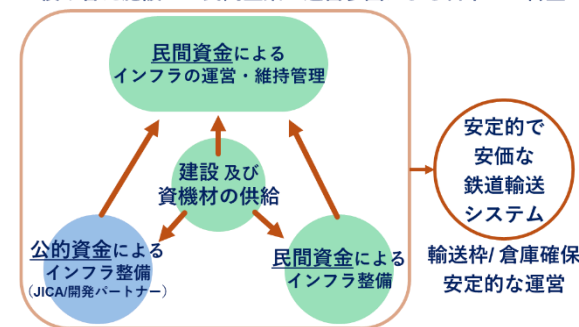 民間資金による
インフラの運営・維持管理
安定的で
安価な
鉄道輸送
システム
建設 及び
資機材の供給
公的資金による
インフラ整備
（JICA/開発パートナー）
民間資金による
インフラ整備
輸送枠/ 倉庫確保
安定的な運営